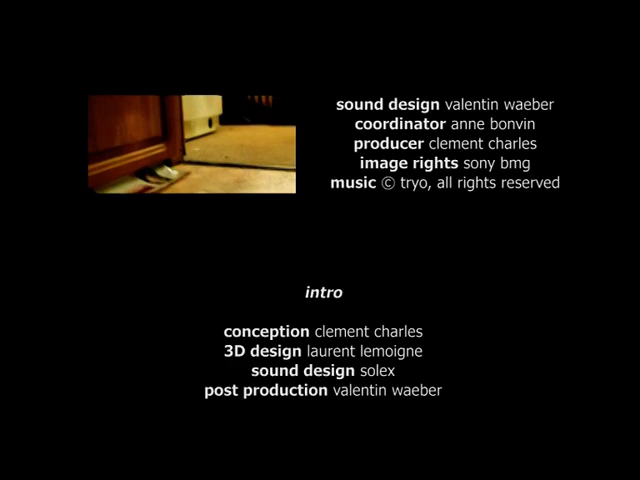 sound design valentin waeber
coordinator anne bonvin
producer clement charles
image rights sony bmg
music © tryo, all rights reserved
intro
conception clement charles
3D design laurent lemoigne
sound design solex
post production valentin waeber